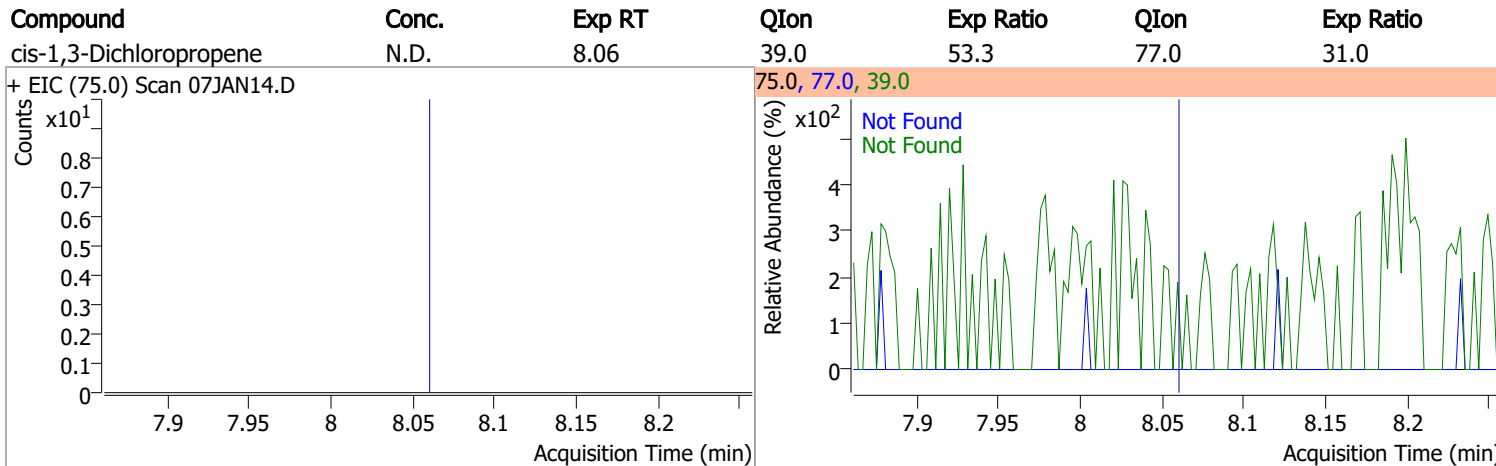 Compound Conc. Exp RT QIon Exp Ratio QIon Exp Ratio
cis-1,3-Dichloropropene N.D. 8.06 39.0 53.3 77.0 31.0
+ EIC (75.0) Scan 07JAN14.D
Counts
x10¹
0.8
0.7
0.6
0.5
0.4
0.3
0.2
0.1
0
7.9 7.95 8 8.05 8.1 8.15 8.2
Acquisition Time (min)
75.0, 77.0, 39.0
Relative Abundance (%)
x10²
Not Found
Not Found
4
3
2
1
0
7.9 7.95 8 8.05 8.1 8.15 8.2
Acquisition Time (min)